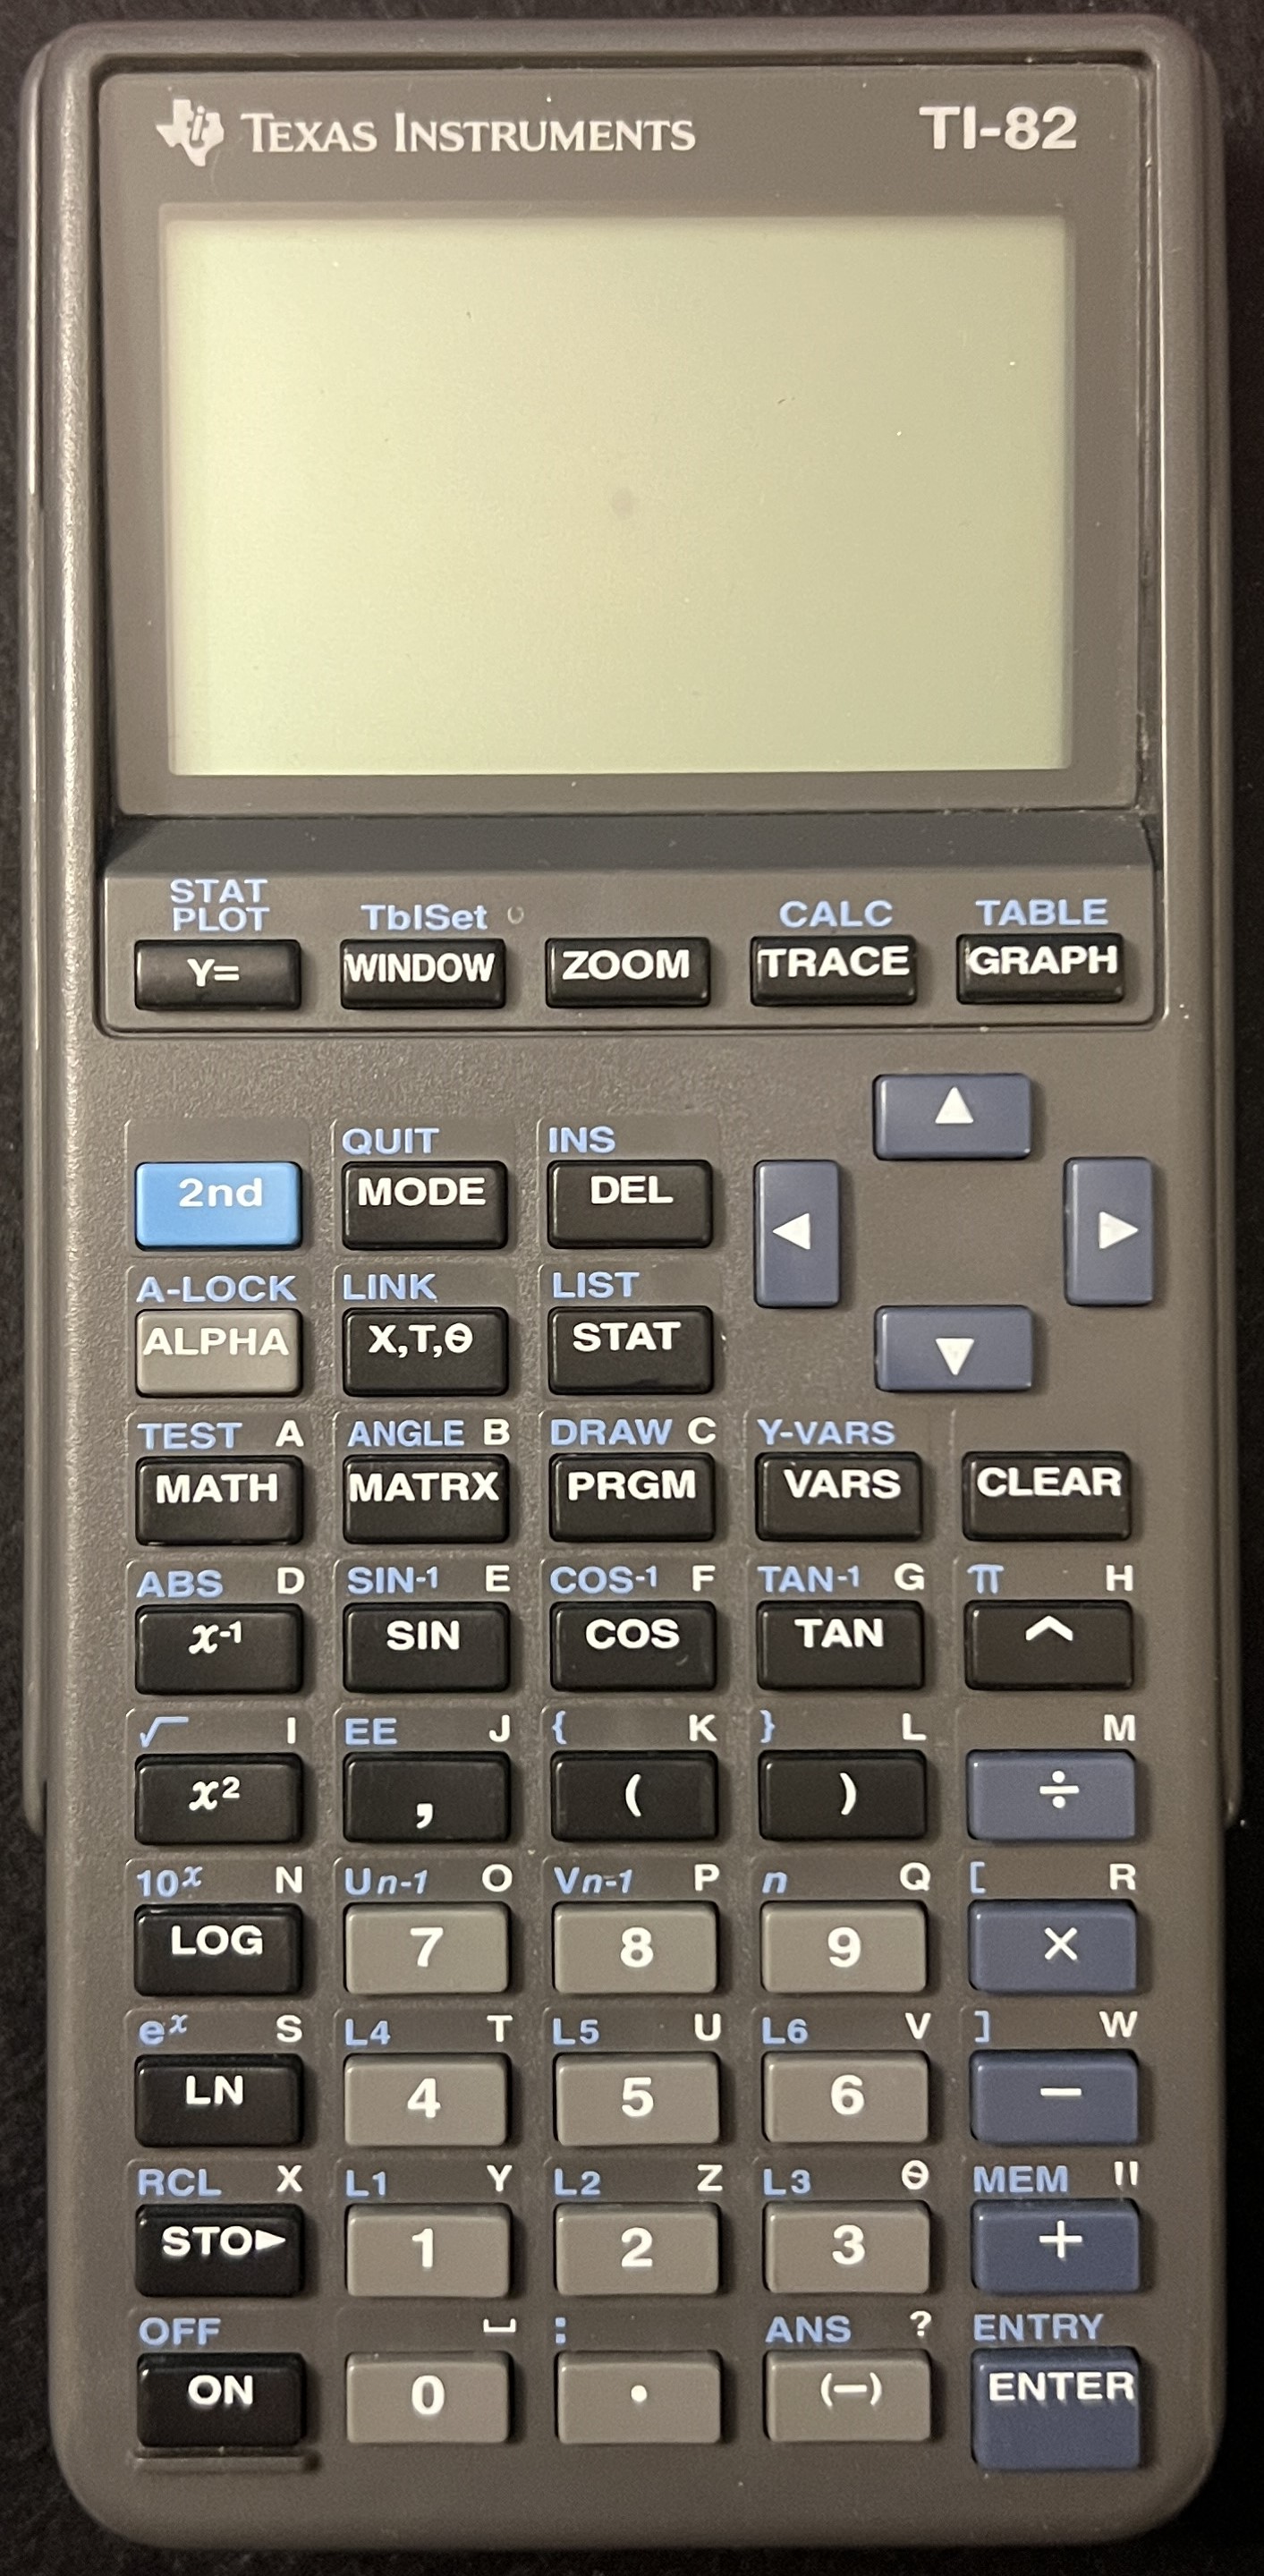 TEXAS INSTRUMENTS TI-82
STAT
PLOT TblSet CALC TABLE
Y= WINDOW ZOOM TRACE GRAPH
▲
QUIT INS
2nd MODE DEL ◀ ▶
A-LOCK LINK LIST
ALPHA X,T,θ STAT ▼
TEST A ANGLE B DRAW C Y-VARS
MATH MATRX PRGM VARS CLEAR
ABS D SIN-1 E COS-1 F TAN-1 G π H
x-1 SIN COS TAN ^
√ I EE J { K } L M
x² , ( ) ÷
10ˣ N Un-1 O Vn-1 P n Q [ R
LOG 7 8 9 ×
eˣ S L4 T L5 U L6 V ] W
LN 4 5 6 −
RCL X L1 Y L2 Z L3 θ MEM "
STO► 1 2 3 +
OFF ␣ : ANS ? ENTRY
ON 0 . (−) ENTER